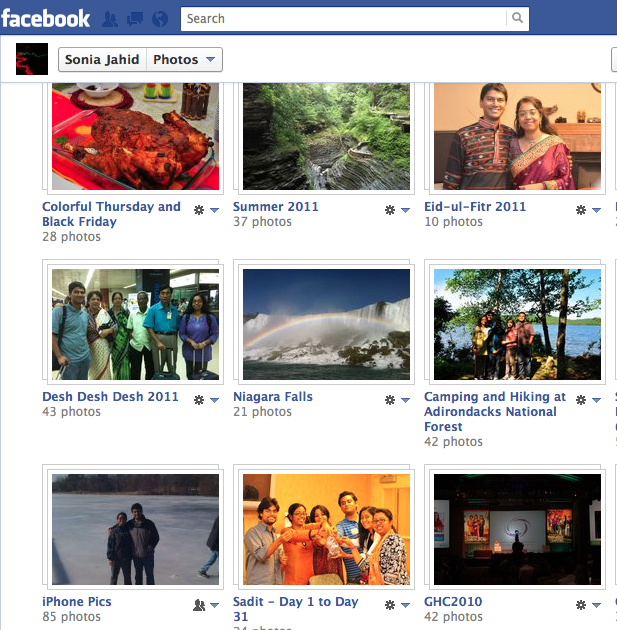 facebook
Search
Sonia Jahid
Photos
Colorful Thursday and
Black Friday
28 photos
Summer 2011
37 photos
Eid-ul-Fitr 2011
10 photos
Desh Desh Desh 2011
43 photos
Niagara Falls
21 photos
Camping and Hiking at
Adirondacks National
Forest
42 photos
iPhone Pics
85 photos
Sadit - Day 1 to Day
31
GHC2010
42 photos